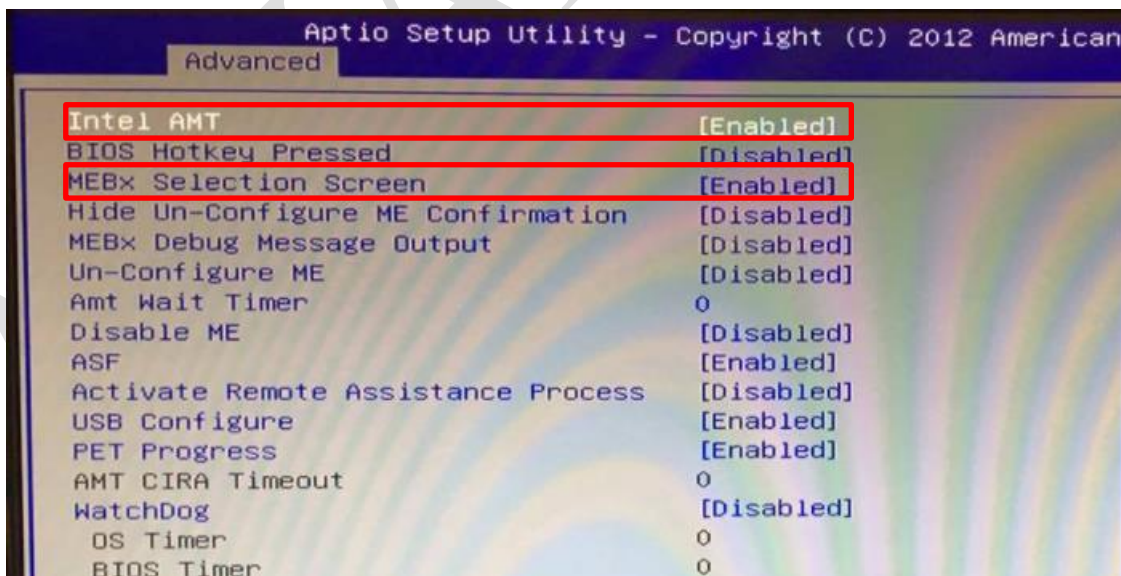 Aptio Setup Utility – Copyright (C) 2012 American
Advanced
Intel AMT [Enabled]
BIOS Hotkey Pressed [Disabled]
MEBx Selection Screen [Enabled]
Hide Un-Configure ME Confirmation [Disabled]
MEBx Debug Message Output [Disabled]
Un-Configure ME [Disabled]
Amt Wait Timer 0
Disable ME [Disabled]
ASF [Enabled]
Activate Remote Assistance Process [Disabled]
USB Configure [Enabled]
PET Progress [Enabled]
AMT CIRA Timeout 0
WatchDog [Disabled]
OS Timer 0
BIOS Timer 0